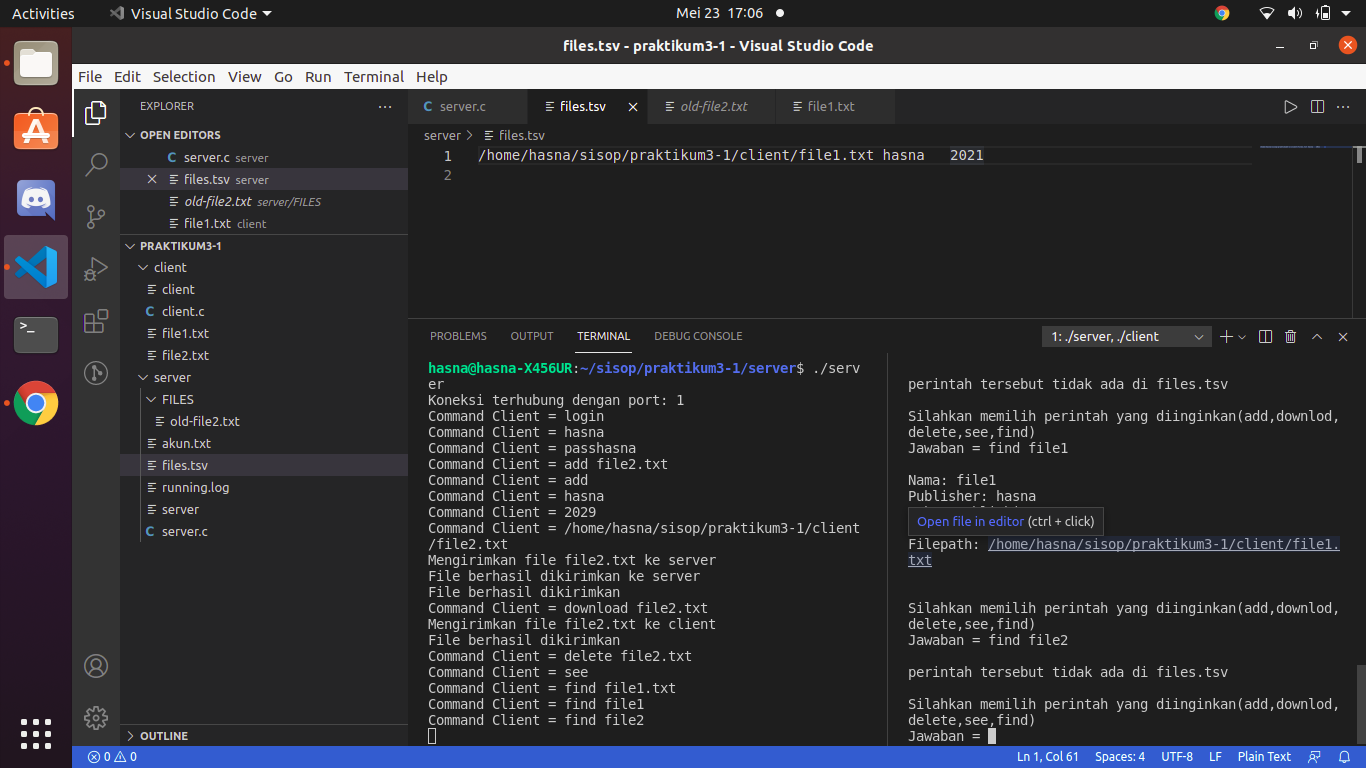 Activities
Visual Studio Code
Mei 23 17:06
files.tsv - praktikum3-1 - Visual Studio Code
File Edit Selection View Go Run Terminal Help
EXPLORER
OPEN EDITORS
server.c server
files.tsv server
old-file2.txt server/FILES
file1.txt client
PRAKTIKUM3-1
client
client
client.c
file1.txt
file2.txt
server
FILES
old-file2.txt
akun.txt
files.tsv
running.log
server
server.c
OUTLINE
server.c
files.tsv
old-file2.txt
file1.txt
server > files.tsv
1 /home/hasna/sisop/praktikum3-1/client/file1.txt hasna 2021
2
PROBLEMS OUTPUT TERMINAL DEBUG CONSOLE
1: ./server, ./client
hasna@hasna-X456UR:~/sisop/praktikum3-1/server$ ./serv
er
Koneksi terhubung dengan port: 1
Command Client = login
Command Client = hasna
Command Client = passhasna
Command Client = add file2.txt
Command Client = add
Command Client = hasna
Command Client = 2029
Command Client = /home/hasna/sisop/praktikum3-1/client
/file2.txt
Mengirimkan file file2.txt ke server
File berhasil dikirimkan ke server
File berhasil dikirimkan
Command Client = download file2.txt
Mengirimkan file file2.txt ke client
File berhasil dikirimkan
Command Client = delete file2.txt
Command Client = see
Command Client = find file1.txt
Command Client = find file1
Command Client = find file2
perintah tersebut tidak ada di files.tsv
Silahkan memilih perintah yang diinginkan(add,downlod,
delete,see,find)
Jawaban = find file1
Nama: file1
Publisher: hasna
Open file in editor (ctrl + click)
Filepath: /home/hasna/sisop/praktikum3-1/client/file1.
txt
Silahkan memilih perintah yang diinginkan(add,downlod,
delete,see,find)
Jawaban = find file2
perintah tersebut tidak ada di files.tsv
Silahkan memilih perintah yang diinginkan(add,downlod,
delete,see,find)
Jawaban =
0 0
Ln 1, Col 61 Spaces: 4 UTF-8 LF Plain Text